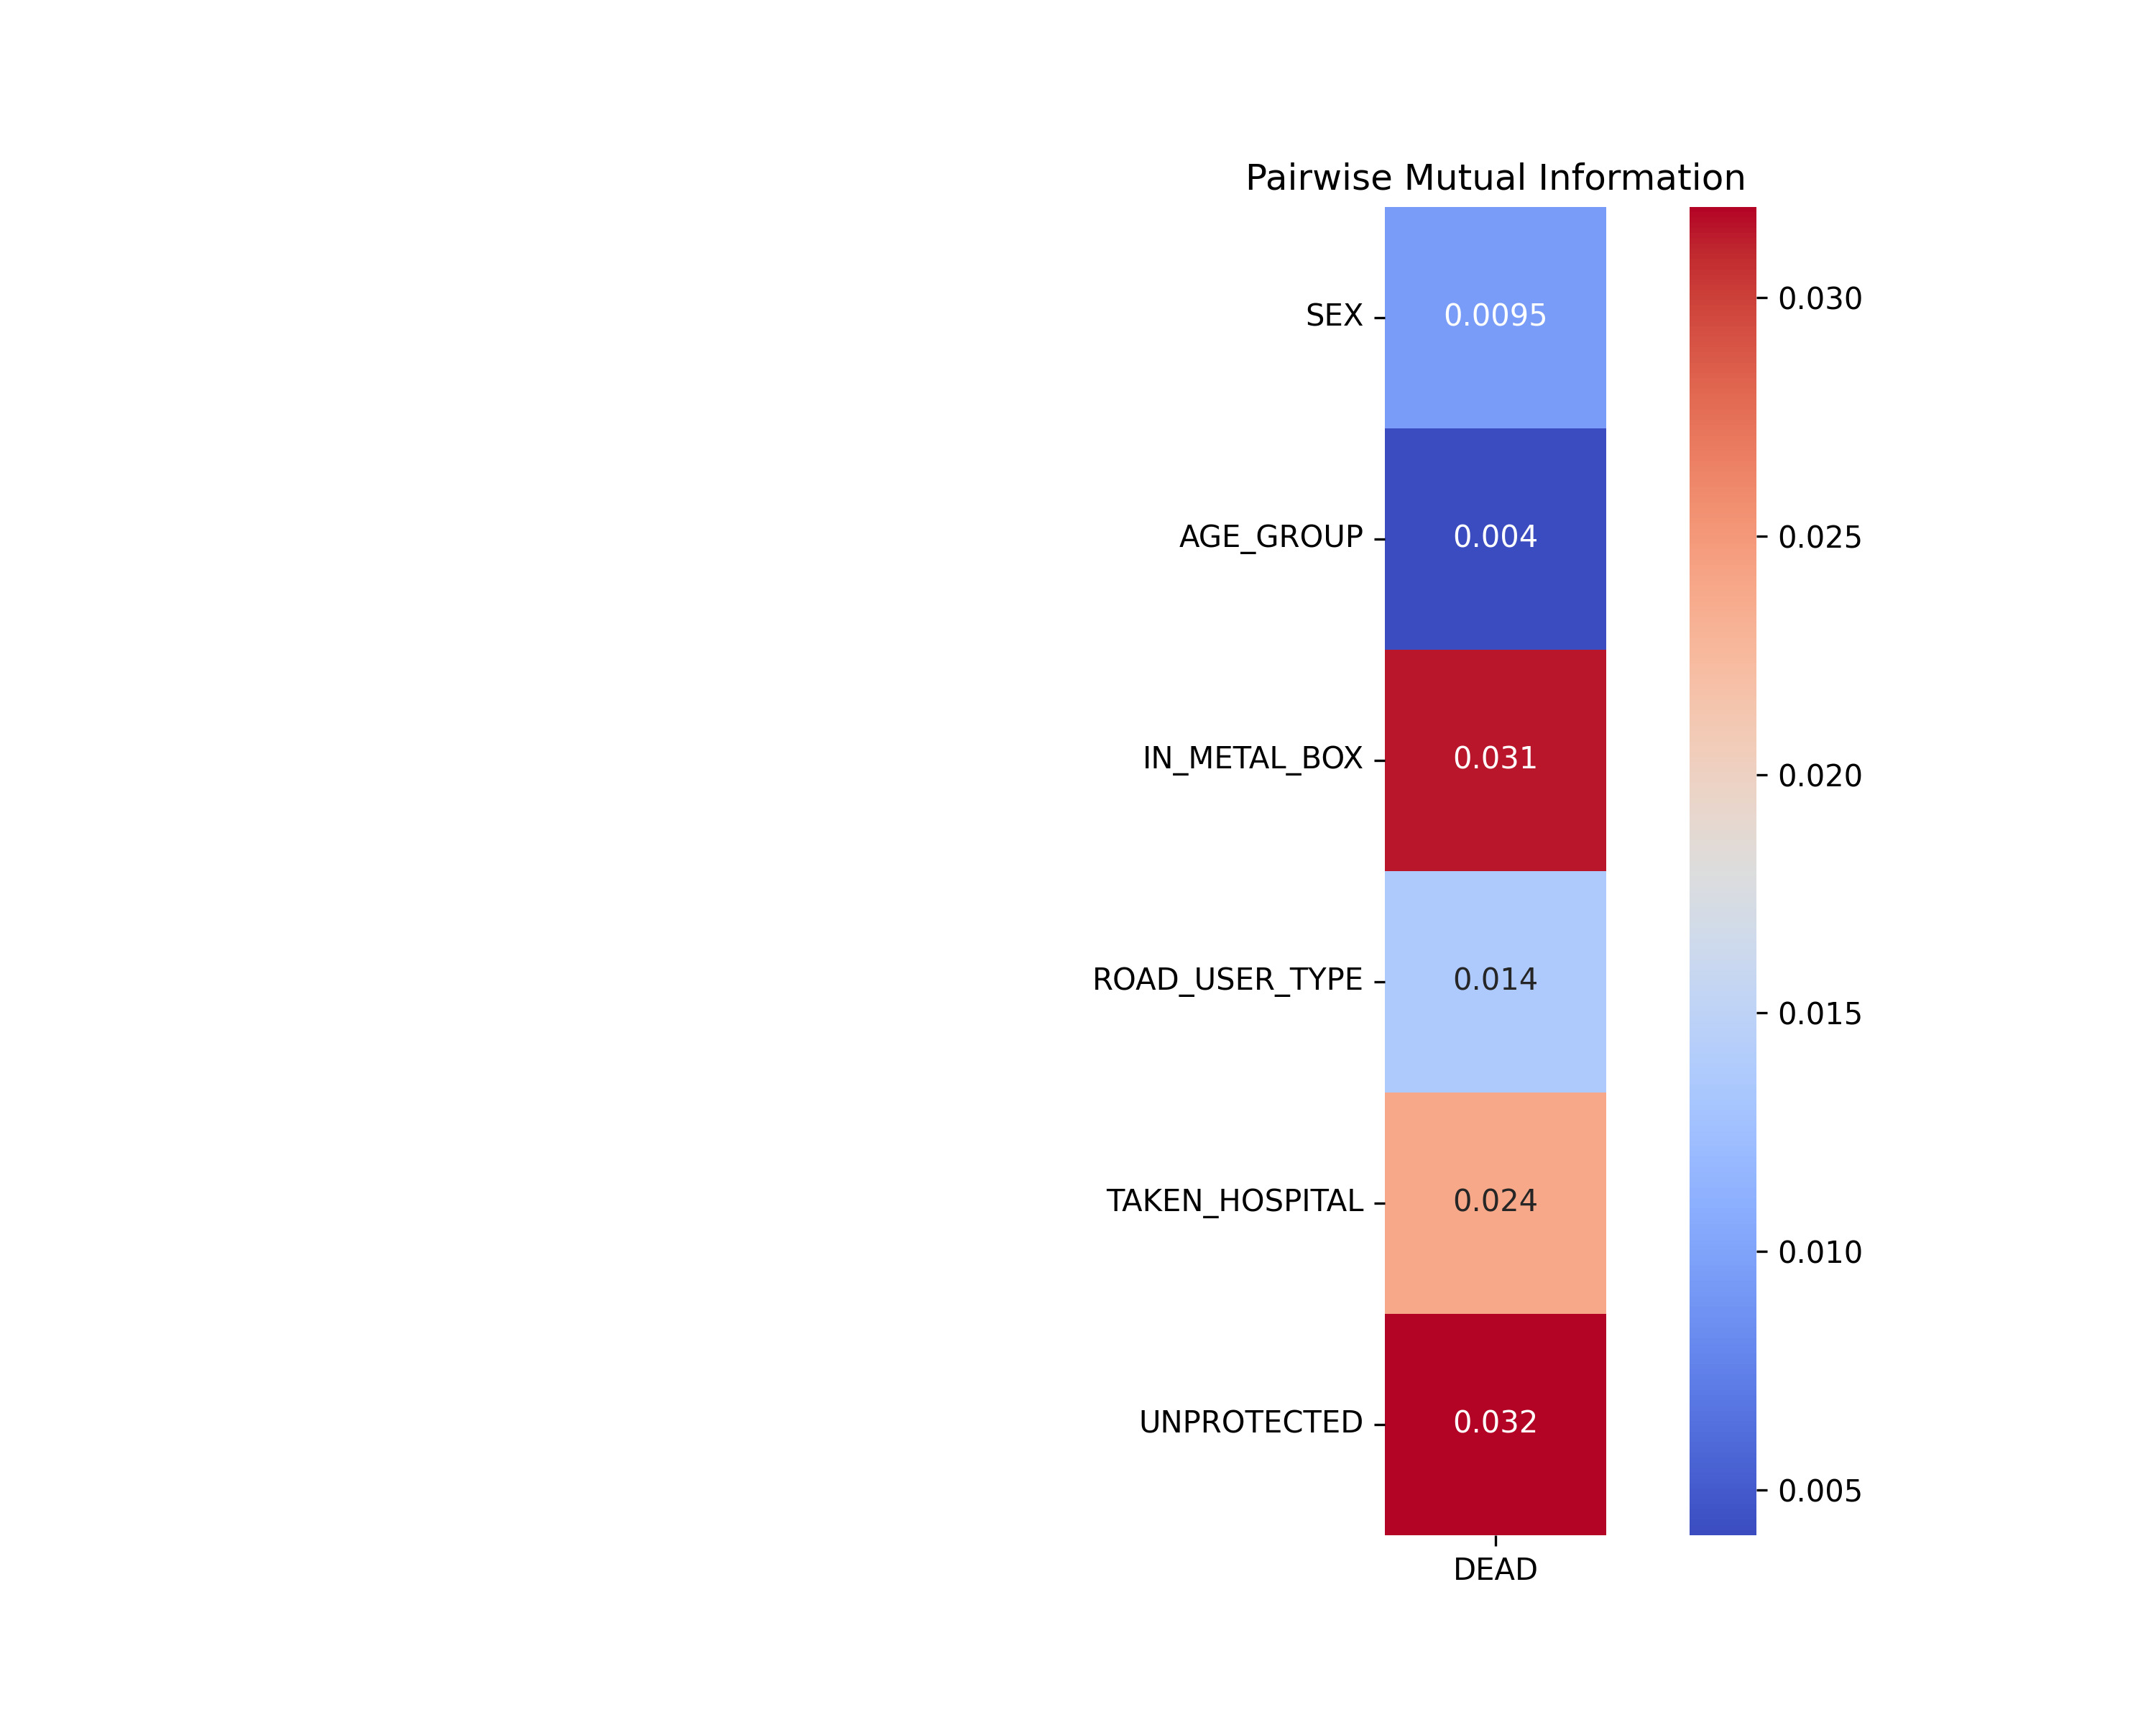 Pairwise Mutual Information
SEX
0.0095
AGE_GROUP
0.004
IN_METAL_BOX
0.031
ROAD_USER_TYPE
0.014
TAKEN_HOSPITAL
0.024
UNPROTECTED
0.032
DEAD
0.030
0.025
0.020
0.015
0.010
0.005